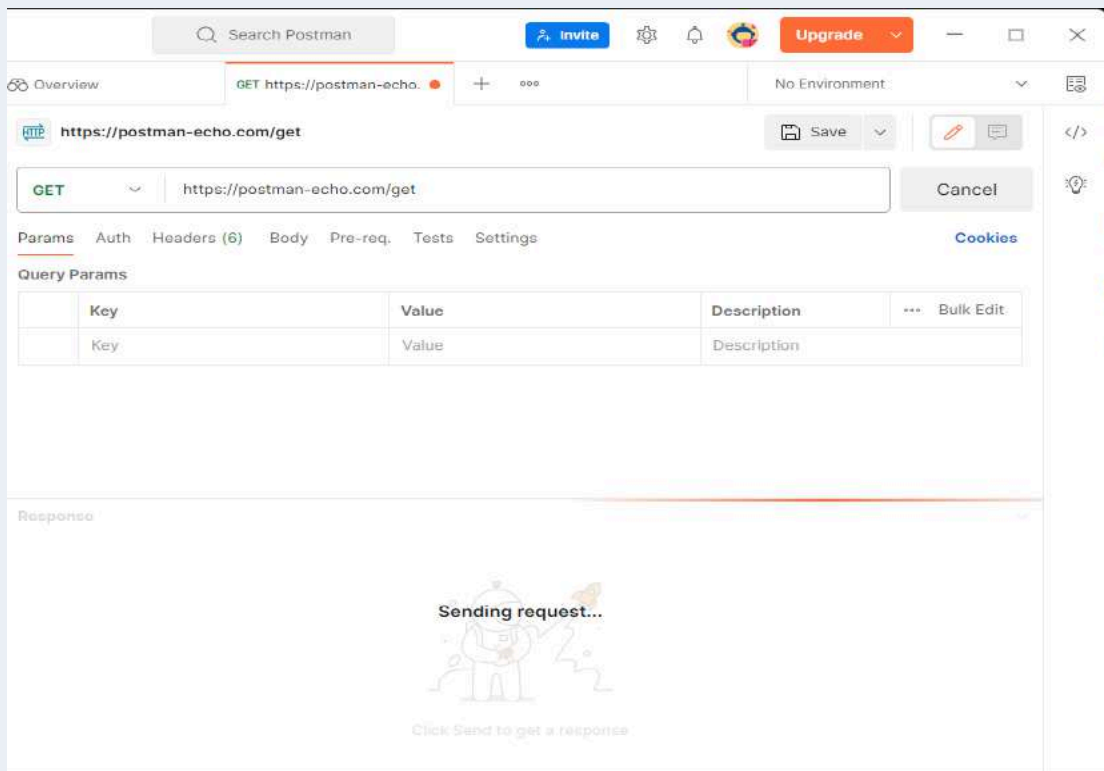 Search Postman
Invite
Upgrade
Overview
GET https://postman-echo.
No Environment
HTTP https://postman-echo.com/get
Save
GET https://postman-echo.com/get
Cancel
Params Auth Headers (6) Body Pre-req. Tests Settings Cookies
Query Params
Key Value Description Bulk Edit
Key Value Description
Response
Sending request...
Click Send to get a response